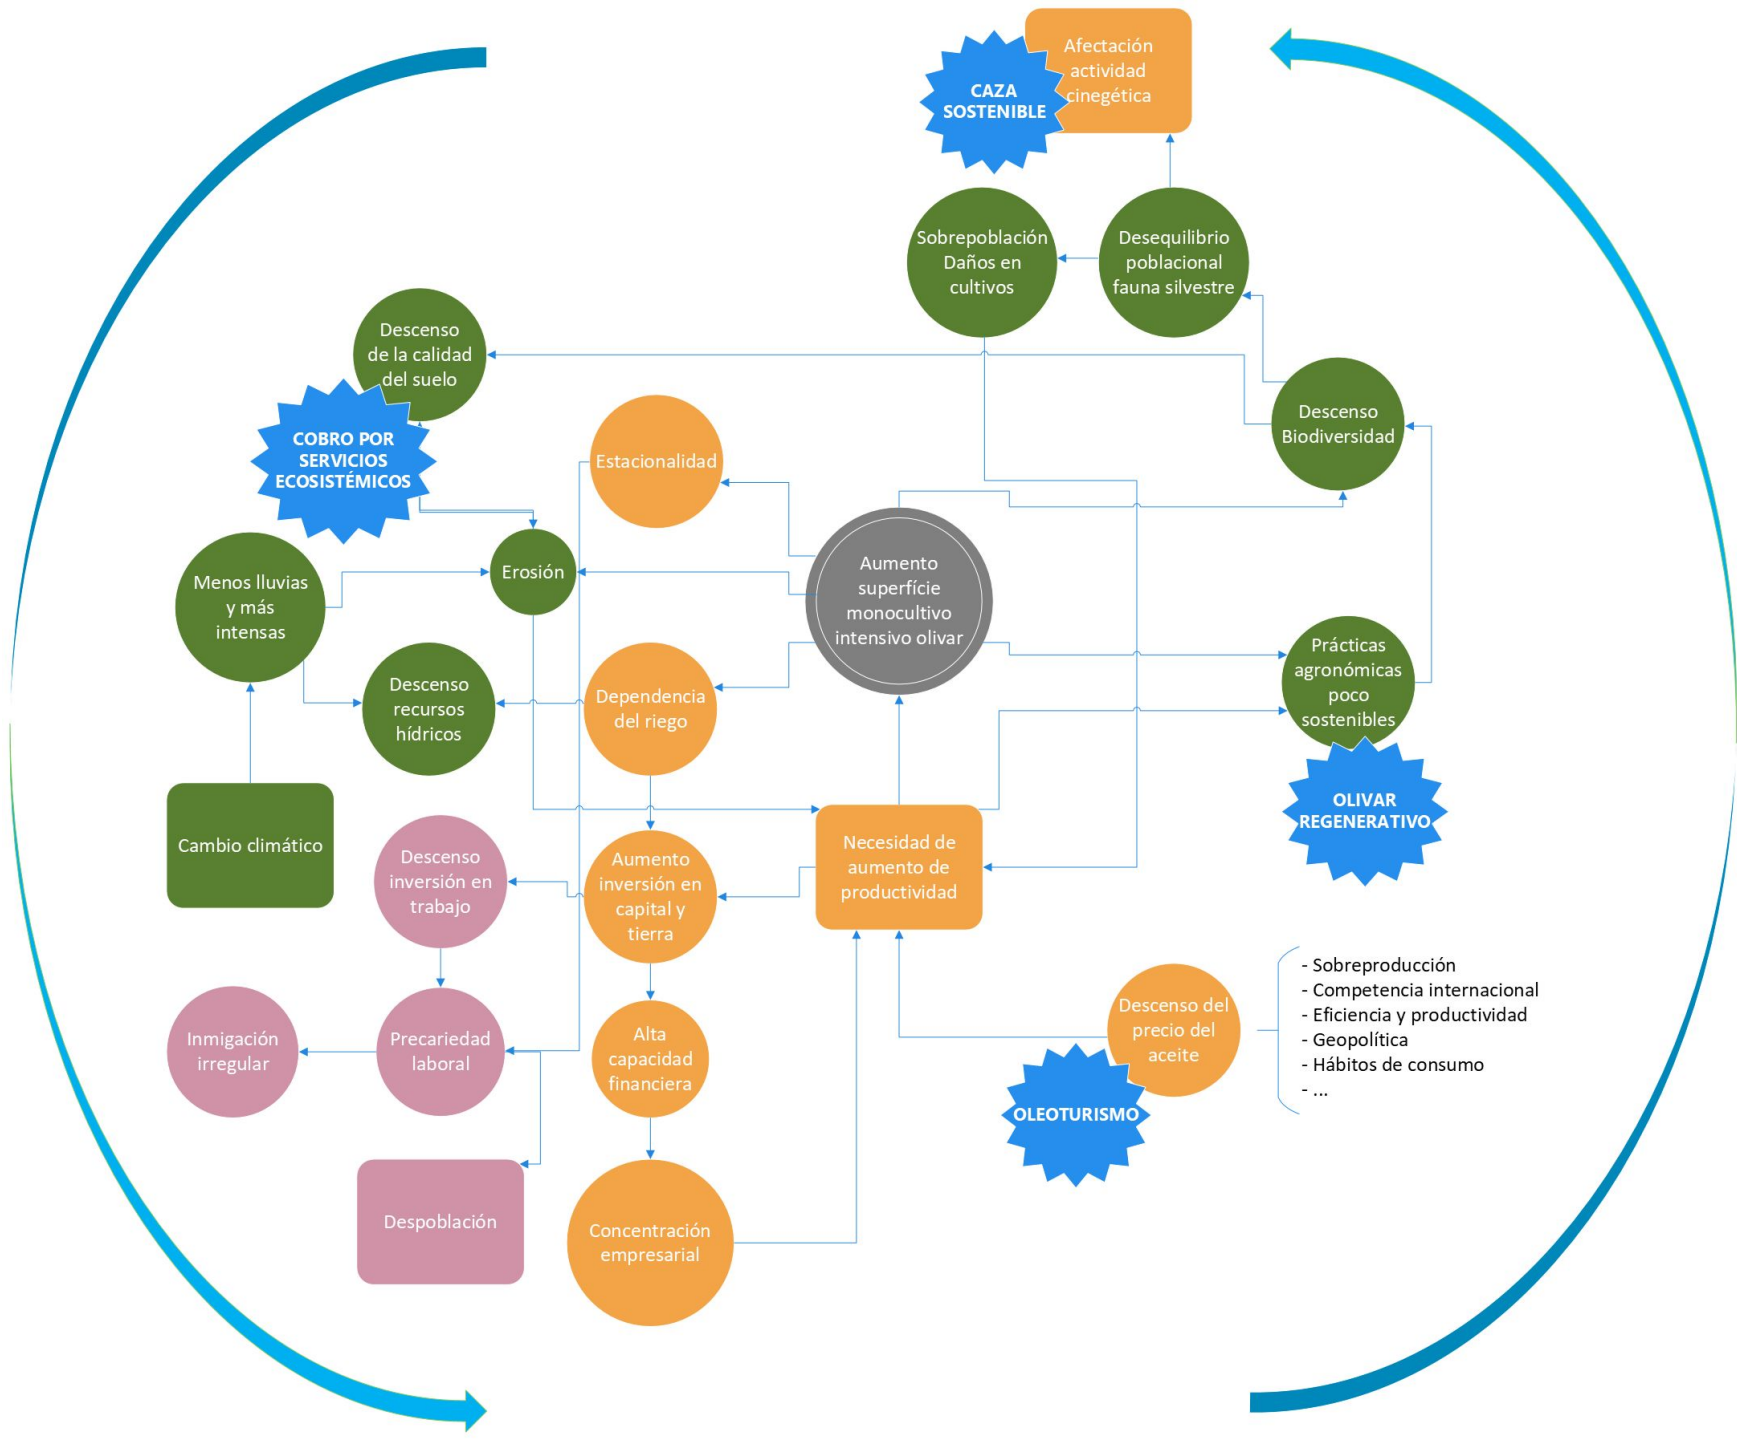 Afectación
actividad
cinegética
CAZA
SOSTENIBLE
Sobrepoblación
Daños en
cultivos
Desequilibrio
poblacional
fauna silvestre
Descenso
de la calidad
del suelo
COBRO POR
SERVICIOS
ECOSISTÉMICOS
Estacionalidad
Descenso
Biodiversidad
Menos lluvias
y más
intensas
Erosión
Aumento
superfície
monocultivo
intensivo olivar
Descenso
recursos
hídricos
Dependencia
del riego
Prácticas
agronómicas
poco
sostenibles
OLIVAR
REGENERATIVO
Cambio climático
Descenso
inversión en
trabajo
Aumento
inversión en
capital y
tierra
Necesidad de
aumento de
productividad
Inmigación
irregular
Precariedad
laboral
Alta
capacidad
financiera
Descenso del
precio del
aceite
OLEOTURISMO
- Sobreproducción
- Competencia internacional
- Eficiencia y productividad
- Geopolítica
- Hábitos de consumo
- ...
Despoblación
Concentración
empresarial